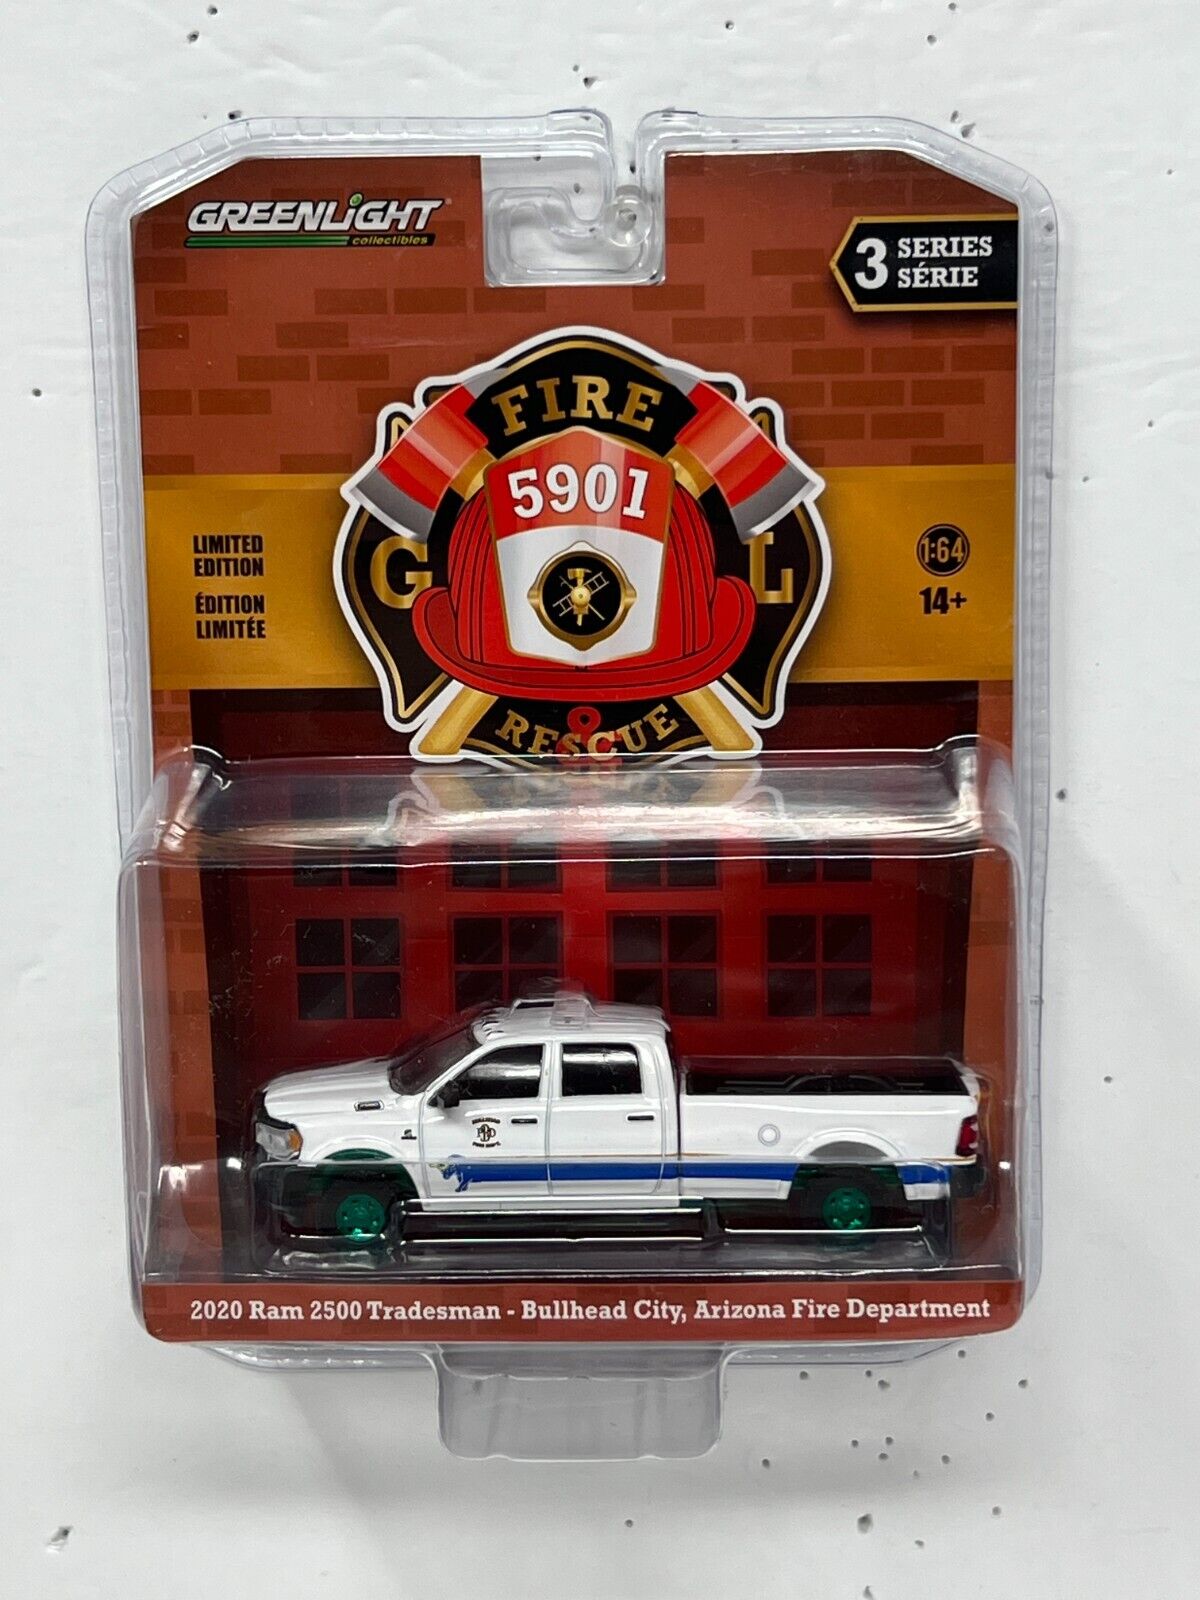 GREENLiGHT
collectibles
3 SERIES
SÉRIE
FIRE
5901
G L
&
RESCUE
LIMITED
EDITION
ÉDITION
LIMITÉE
1:64
14+
2020 Ram 2500 Tradesman - Bullhead City, Arizona Fire Department